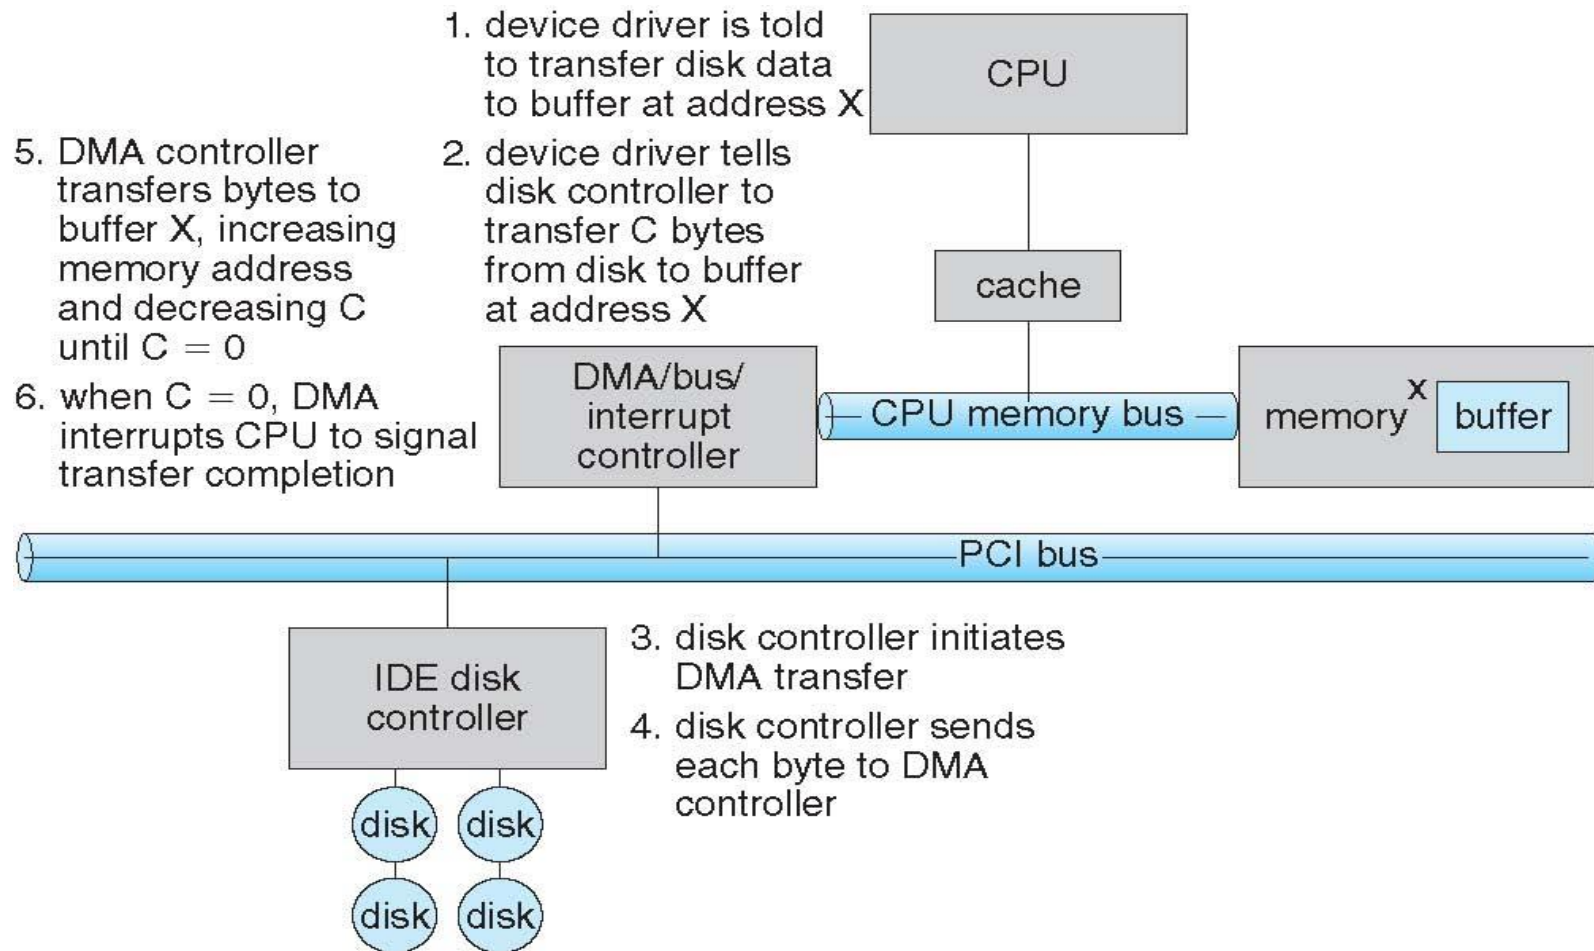 1. device driver is told
to transfer disk data
to buffer at address X
2. device driver tells
disk controller to
transfer C bytes
from disk to buffer
at address X
CPU
5. DMA controller
transfers bytes to
buffer X, increasing
memory address
and decreasing C
until C = 0
6. when C = 0, DMA
interrupts CPU to signal
transfer completion
cache
DMA/bus/
interrupt
controller
CPU memory bus
memory
X
buffer
PCI bus
IDE disk
controller
3. disk controller initiates
DMA transfer
4. disk controller sends
each byte to DMA
controller
disk
disk
disk
disk